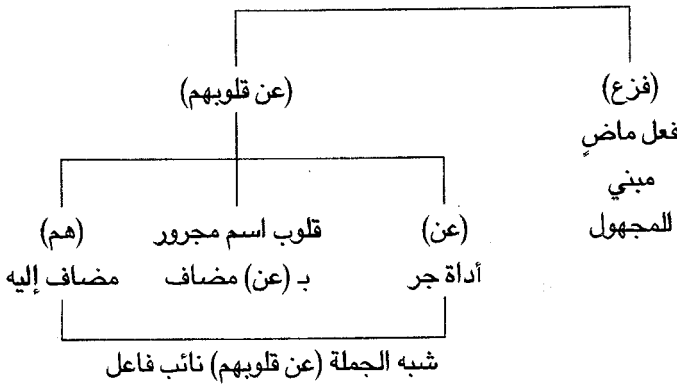 (فزع) (عن قلوبهم)
فعل ماضٍ
مبني
للمجهول
(عن) قلوب اسم مجرور (هم)
أداة جر بـ (عن) مضاف مضاف إليه
شبه الجملة (عن قلوبهم) نائب فاعل